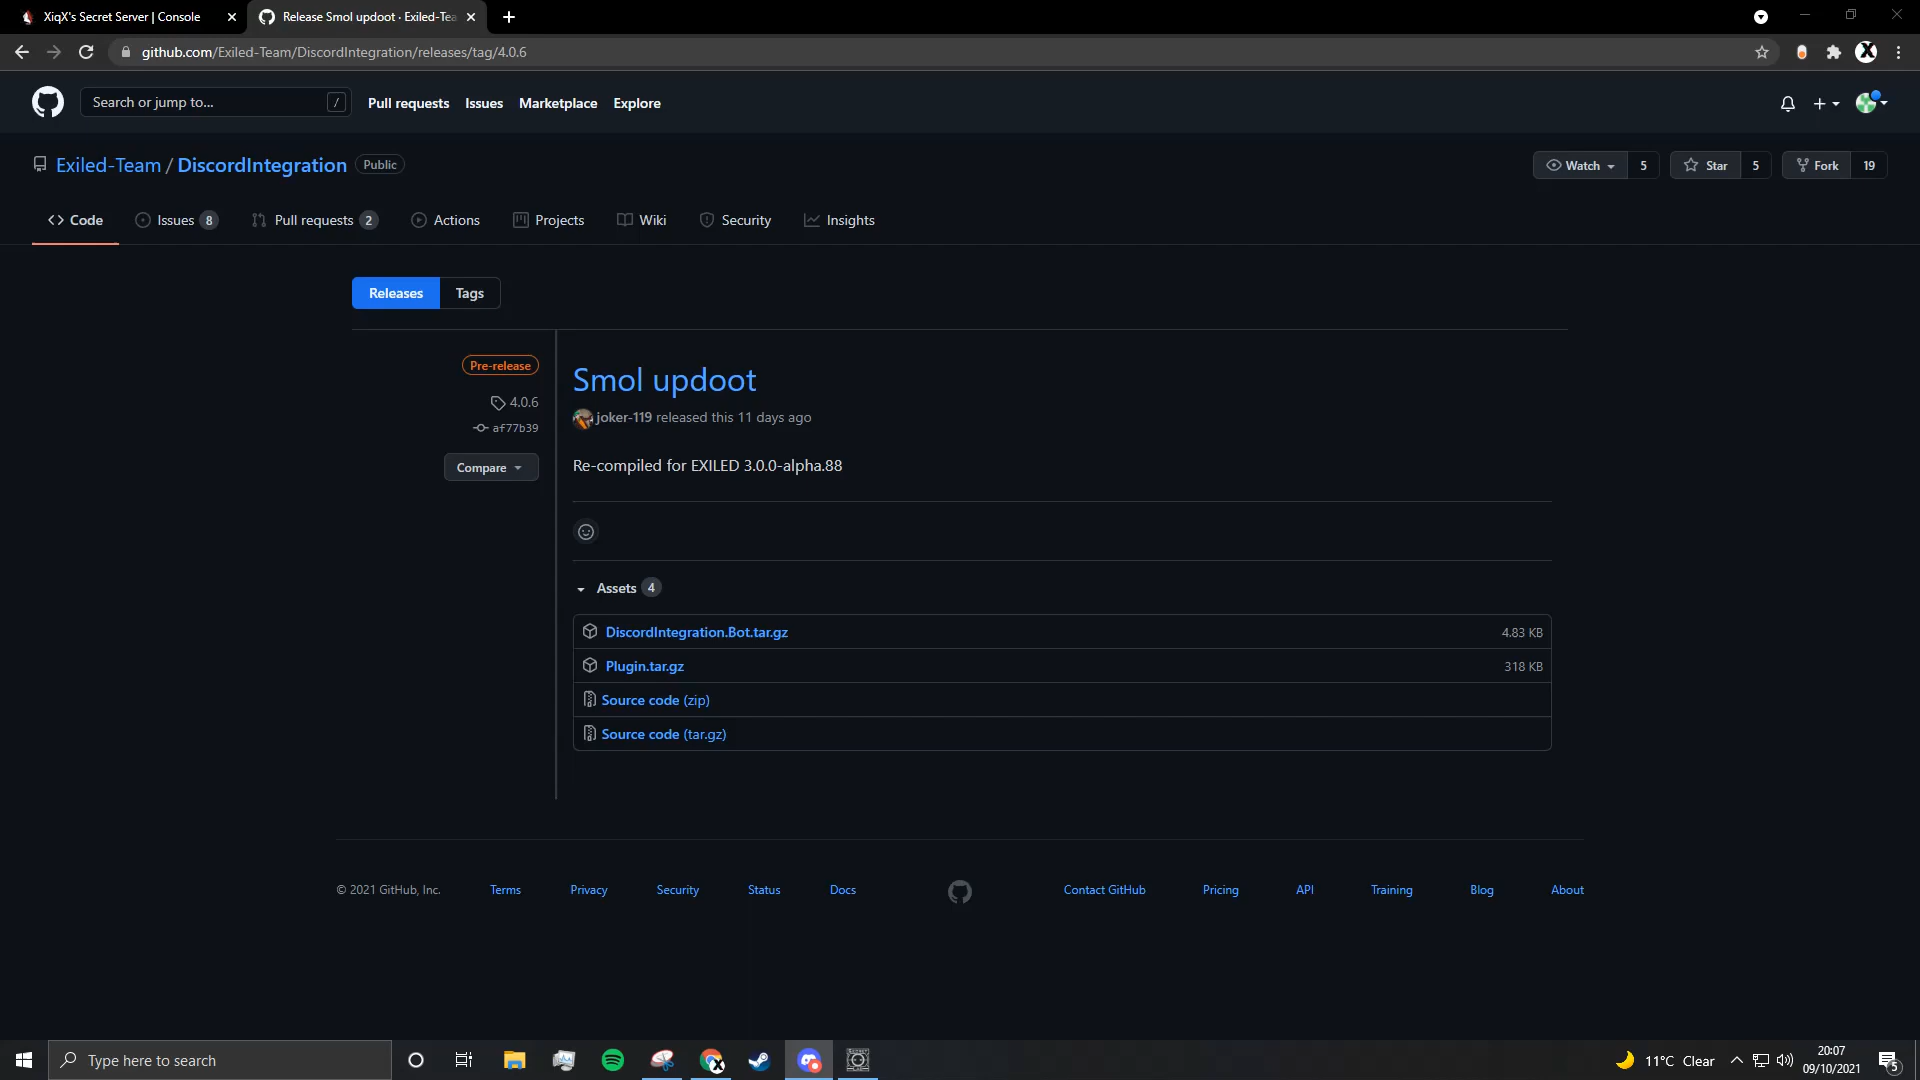 XiqX's Secret Server | Console
Release Smol updoot · Exiled-Tea
github.com/Exiled-Team/DiscordIntegration/releases/tag/4.0.6
Search or jump to...
/
Pull requests
Issues
Marketplace
Explore
Exiled-Team / DiscordIntegration
Public
Watch
5
Star
5
Fork
19
Code
Issues 8
Pull requests 2
Actions
Projects
Wiki
Security
Insights
Releases
Tags
Pre-release
4.0.6
af77b39
Compare
Smol updoot
joker-119 released this 11 days ago
Re-compiled for EXILED 3.0.0-alpha.88
Assets 4
DiscordIntegration.Bot.tar.gz
4.83 KB
Plugin.tar.gz
318 KB
Source code (zip)
Source code (tar.gz)
© 2021 GitHub, Inc.
Terms
Privacy
Security
Status
Docs
Contact GitHub
Pricing
API
Training
Blog
About
Type here to search
11°C Clear
20:07
09/10/2021
5